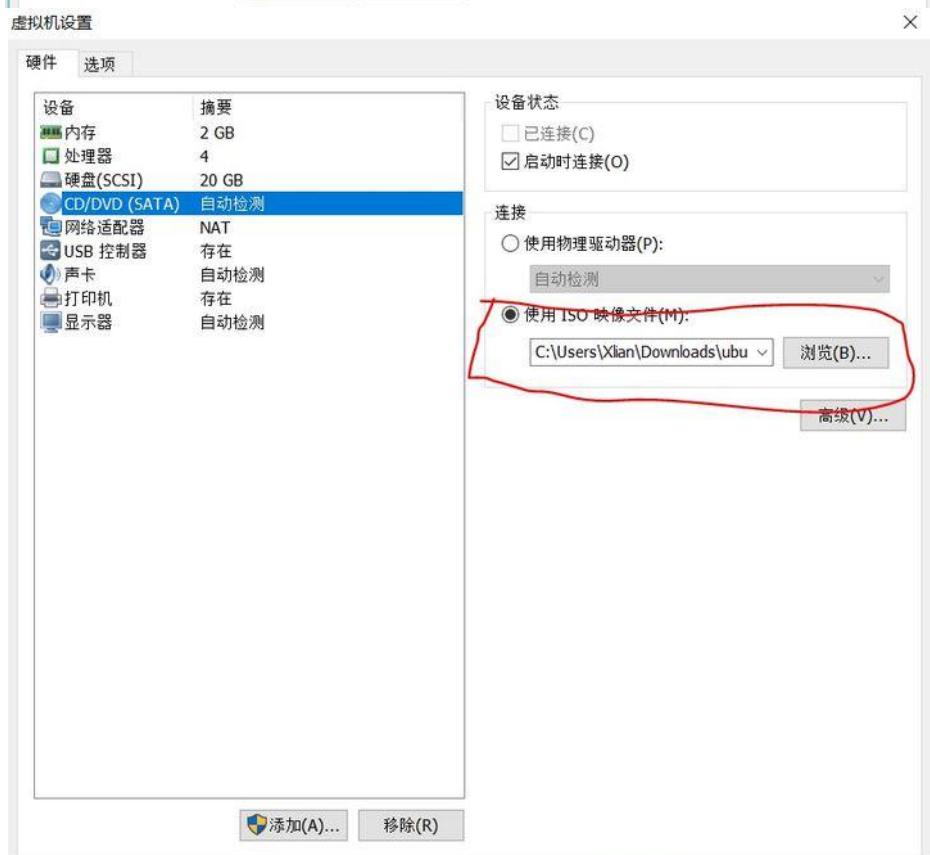 虚拟机设置
硬件 选项
设备 摘要
内存 2 GB
处理器 4
硬盘(SCSI) 20 GB
CD/DVD (SATA) 自动检测
网络适配器 NAT
USB 控制器 存在
声卡 自动检测
打印机 存在
显示器 自动检测
添加(A)... 移除(R)
设备状态
已连接(C)
启动时连接(O)
连接
使用物理驱动器(P):
自动检测
使用 ISO 映像文件(M):
C:\Users\Xlian\Downloads\ubu 浏览(B)...
高级(V)...